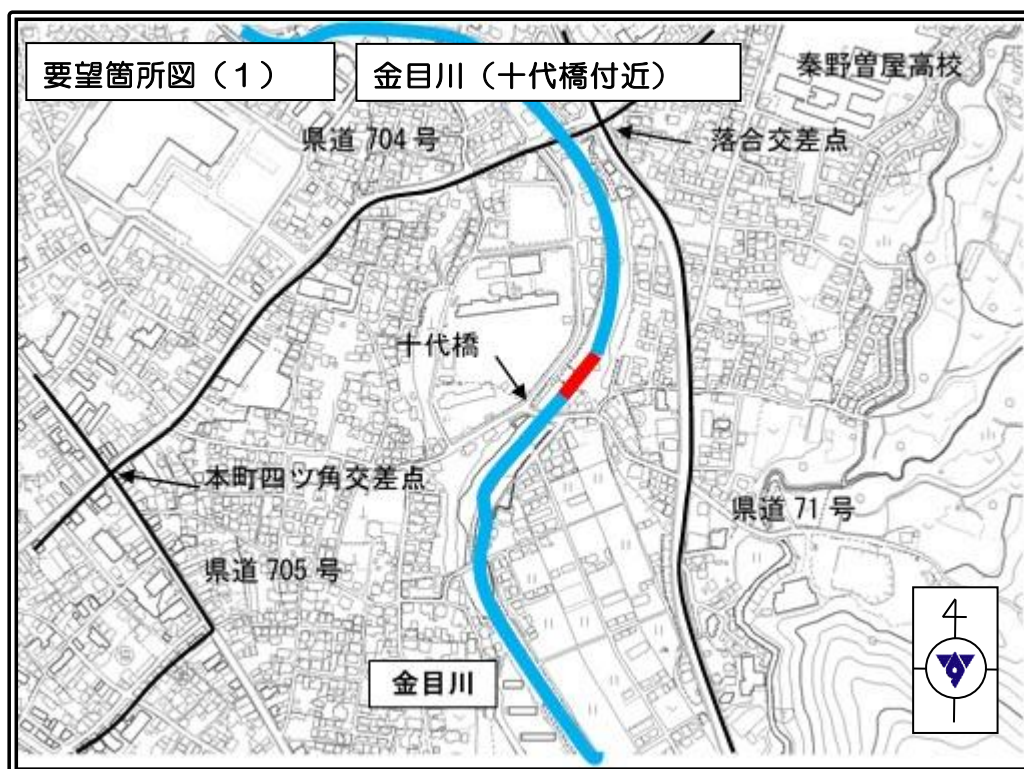 要望箇所図（１）
金目川（十代橋付近）
秦野曽屋高校
県道 704 号
落合交差点
十代橋
本町四ツ角交差点
県道 71 号
県道 705 号
金目川